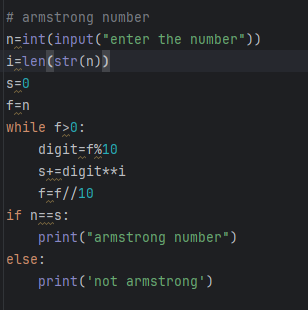 # armstrong number
n=int(input("enter the number"))
i=len(str(n))
s=0
f=n
while f>0:
    digit=f%10
    s+=digit**i
    f=f//10
if n==s:
    print("armstrong number")
else:
    print('not armstrong')